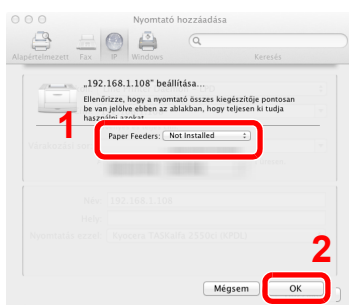 Nyomtató hozzáadása
Alapértelmezett Fax IP Windows Keresés
„192.168.1.108" beállítása...
Ellenőrizze, hogy a nyomtató összes kiegészítője pontosan
be van jelölve ebben az ablakban, hogy teljesen ki tudja
használni azokat.
1
Paper Feeders: Not Installed
Név: 192.168.1.108
Hely:
2
Mégsem OK